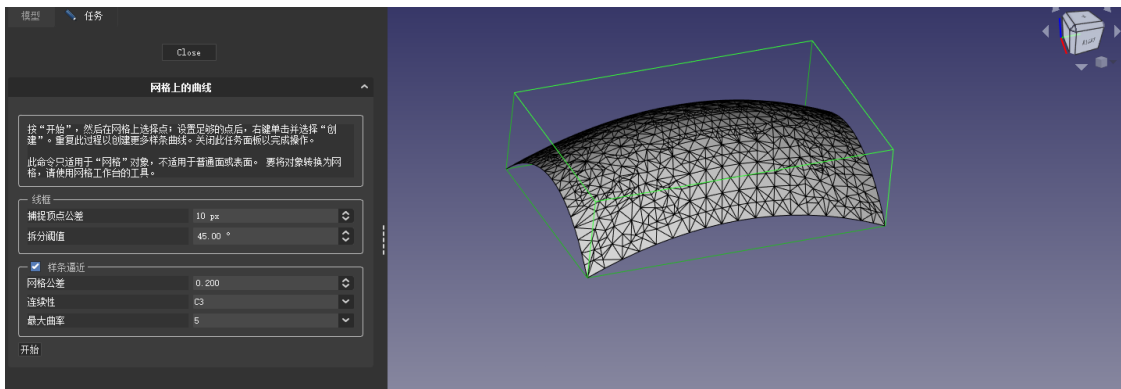 模型
任务
Close
网格上的曲线
按“开始”，然后在网格上选择点；设置足够的点后，右键单击并选择“创
建”。重复此过程以创建更多样条曲线。关闭此任务面板以完成操作。
此命令只适用于“网格”对象，不适用于普通面或表面。 要将对象转换为网
格，请使用网格工作台的工具。
线框
捕捉顶点公差 10 px
拆分阈值 45.00 °
样条逼近
网格公差 0.200
连续性 C3
最大曲率 5
开始